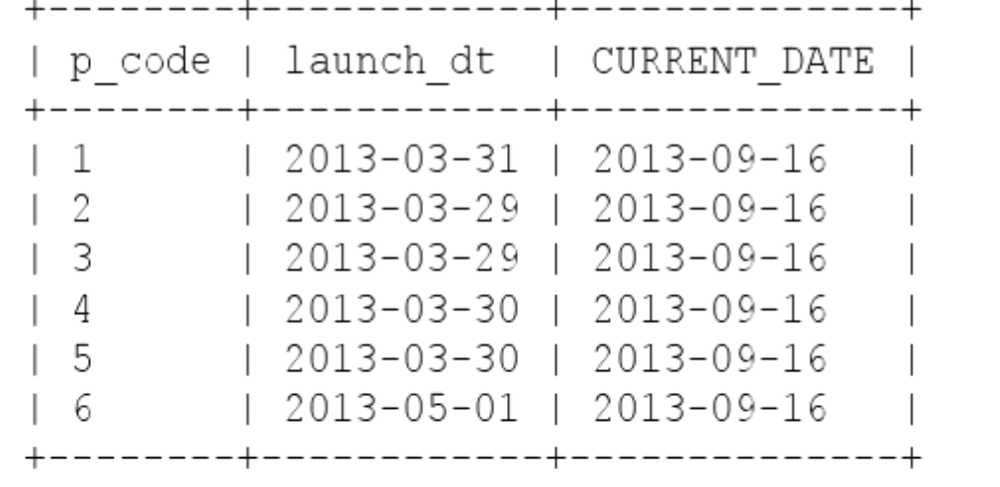 +--------+------------+--------------+
| p_code | launch_dt  | CURRENT_DATE |
+--------+------------+--------------+
| 1      | 2013-03-31 | 2013-09-16   |
| 2      | 2013-03-29 | 2013-09-16   |
| 3      | 2013-03-29 | 2013-09-16   |
| 4      | 2013-03-30 | 2013-09-16   |
| 5      | 2013-03-30 | 2013-09-16   |
| 6      | 2013-05-01 | 2013-09-16   |
+--------+------------+--------------+